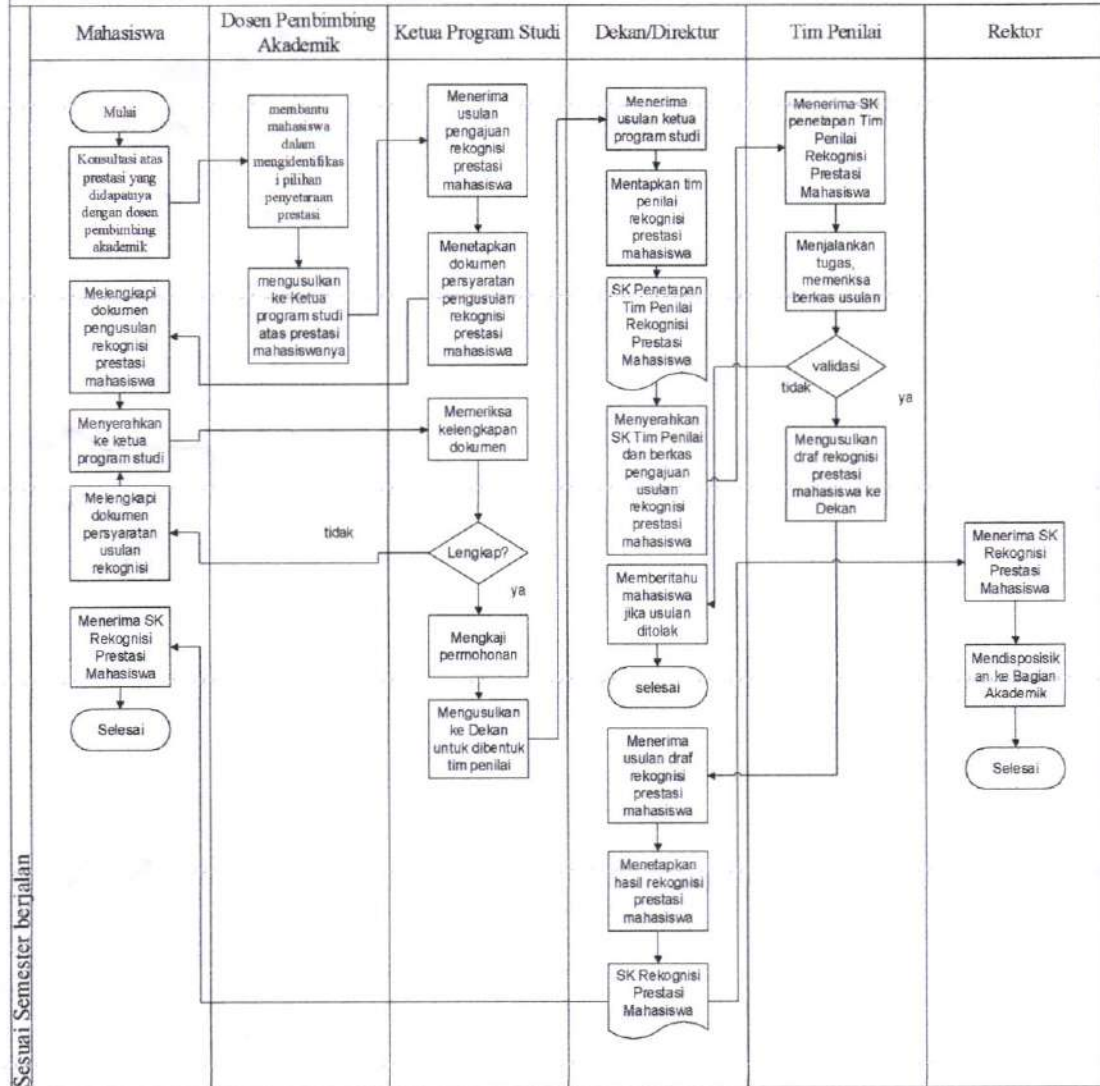 Mahasiswa
Dosen Pembimbing
Akademik
Ketua Program Studi
Dekan/Direktur
Tim Penilai
Rektor
Mulai
Konsultasi atas
prestasi yang
didapatnya
dengan dosen
pembimbing
akademik
Melengkapi
dokumen
pengusulan
rekognisi
prestasi
mahasiswa
Menyerahkan
ke ketua
program studi
Melengkapi
dokumen
persyaratan
usulan
rekognisi
Menerima SK
Rekognisi
Prestasi
Mahasiswa
Selesai
membantu
mahasiswa
dalam
mengidentifikas
i pilihan
penyetaraan
prestasi
mengusulkan
ke Ketua
program studi
atas prestasi
mahasiswanya
Menerima
usulan
pengajuan
rekognisi
prestasi
mahasiswa
Menetapkan
dokumen
persyaratan
pengusulan
rekognisi
prestasi
mahasiswa
Memeriksa
kelengkapan
dokumen
tidak
Lengkap?
ya
Mengkaji
permohonan
Mengusulkan
ke Dekan
untuk dibentuk
tim penilai
Menerima
usulan ketua
program studi
Mentapkan tim
penilai
rekognisi
prestasi
mahasiswa
SK Penetapan
Tim Penilai
Rekognisi
Prestasi
Mahasiswa
Menyerahkan
SK Tim Penilai
dan berkas
pengajuan
usulan
rekognisi
prestasi
mahasiswa
Memberitahu
mahasiswa
jika usulan
ditolak
selesai
Menerima
usulan draf
rekognisi
prestasi
mahasiswa
Menetapkan
hasil rekognisi
prestasi
mahasiswa
SK Rekognisi
Prestasi
Mahasiswa
Menerima SK
penetapan Tim
Penilai
Rekognisi
Prestasi
Mahasiswa
Menjalankan
tugas,
memeriksa
berkas usulan
validasi
tidak
ya
Mengusulkan
draf rekognisi
prestasi
mahasiswa ke
Dekan
Menerima SK
Rekognisi
Prestasi
Mahasiswa
Mendisposisik
an ke Bagian
Akademik
Selesai
Sesuai Semester berjalan